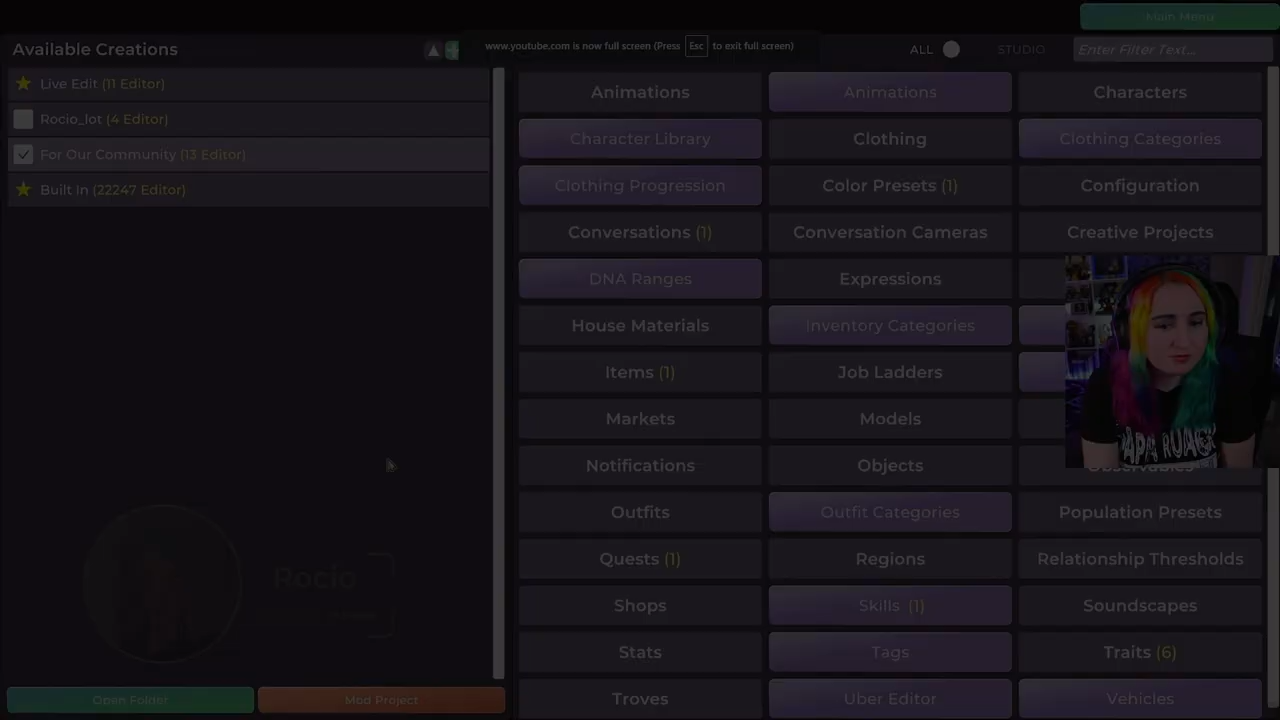 Main Menu
Available Creations
www.youtube.com is now full screen (Press Esc to exit full screen)
ALL
STUDIO
Enter Filter Text...
Live Edit (11 Editor)
Rocio_lot (4 Editor)
For Our Community (13 Editor)
Built In (22247 Editor)
Animations
Animations
Characters
Character Library
Clothing
Clothing Categories
Clothing Progression
Color Presets (1)
Configuration
Conversations (1)
Conversation Cameras
Creative Projects
DNA Ranges
Expressions
House Materials
Inventory Categories
Items (1)
Job Ladders
Markets
Models
Notifications
Objects
Observables
Outfits
Outfit Categories
Population Presets
Quests (1)
Regions
Relationship Thresholds
Rocio
Shops
Skills (1)
Soundscapes
Stats
Tags
Traits (6)
Open Folder
Mod Project
Troves
Uber Editor
Vehicles